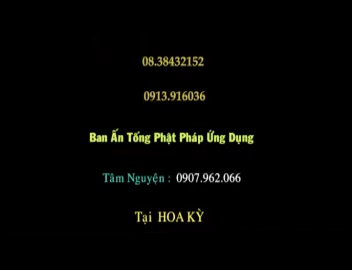 08.38432152
0913.916036
Ban Ấn Tống Phật Pháp Ứng Dụng
Tâm Nguyện : 0907.962.066
Tại HOA KỲ